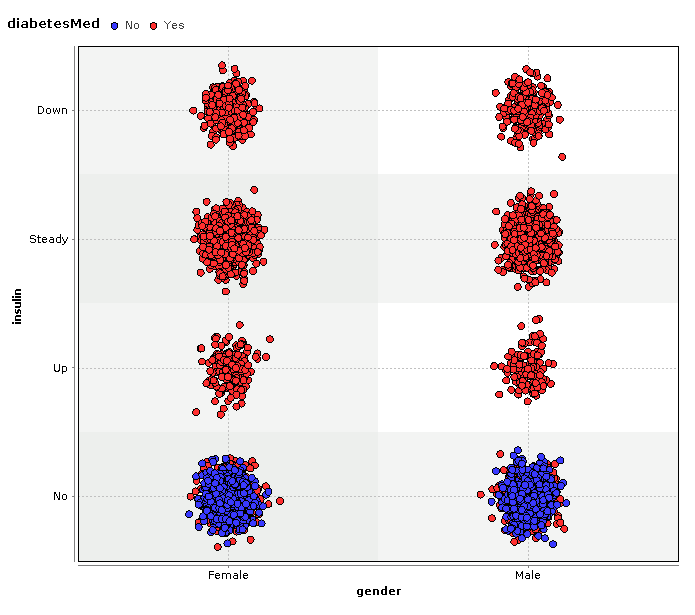 diabetesMed No Yes
Down
Steady
Up
No
insulin
Female Male
gender